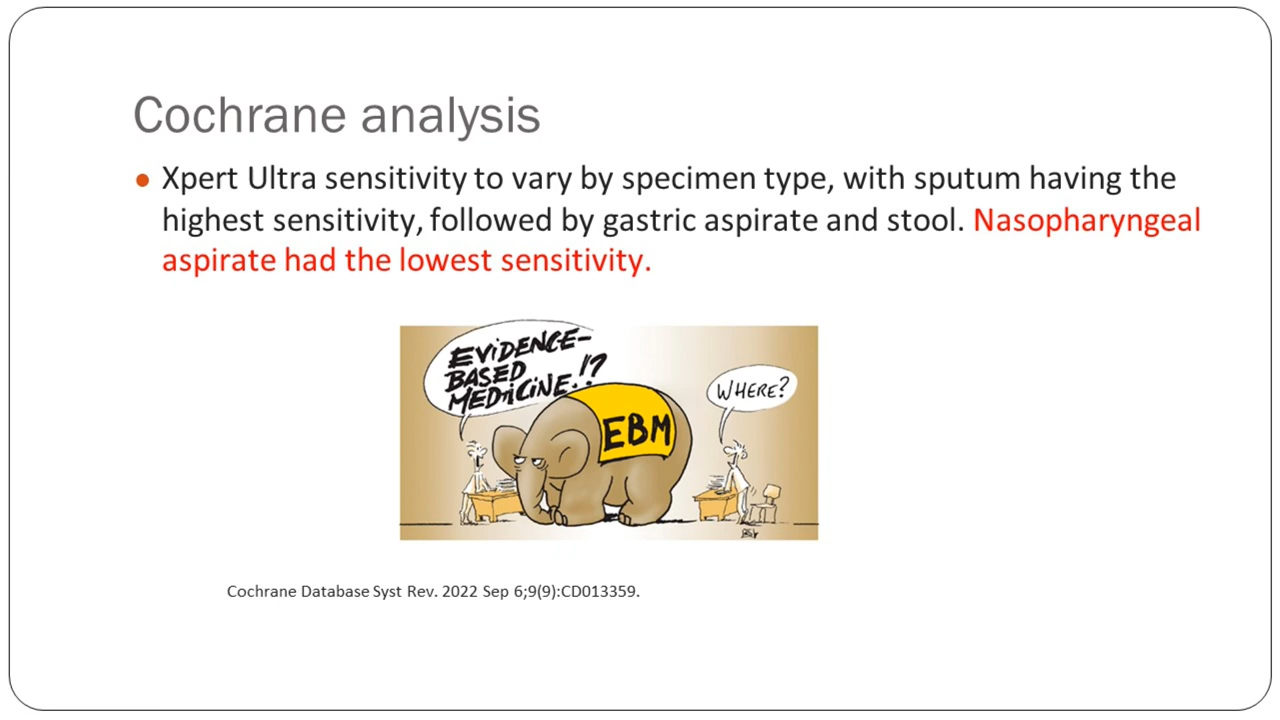 Cochrane analysis
• Xpert Ultra sensitivity to vary by specimen type, with sputum having the
highest sensitivity, followed by gastric aspirate and stool. Nasopharyngeal
aspirate had the lowest sensitivity.
EVIDENCE-
BASED
MEDICINE!?
WHERE?
EBM
Cochrane Database Syst Rev. 2022 Sep 6;9(9):CD013359.